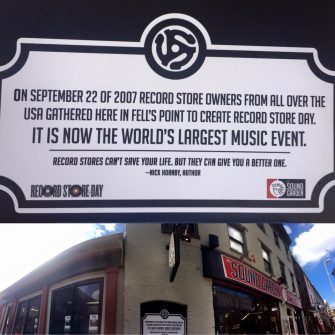 ON SEPTEMBER 22 OF 2007 RECORD STORE OWNERS FROM ALL OVER THE
USA GATHERED HERE IN FELL'S POINT TO CREATE RECORD STORE DAY.
IT IS NOW THE WORLD'S LARGEST MUSIC EVENT.
RECORD STORES CAN'T SAVE YOUR LIFE. BUT THEY CAN GIVE YOU A BETTER ONE.
—NICK HORNBY, AUTHOR
RECORD STORE DAY
SOUND
GARDEN
SOUND GARDEN